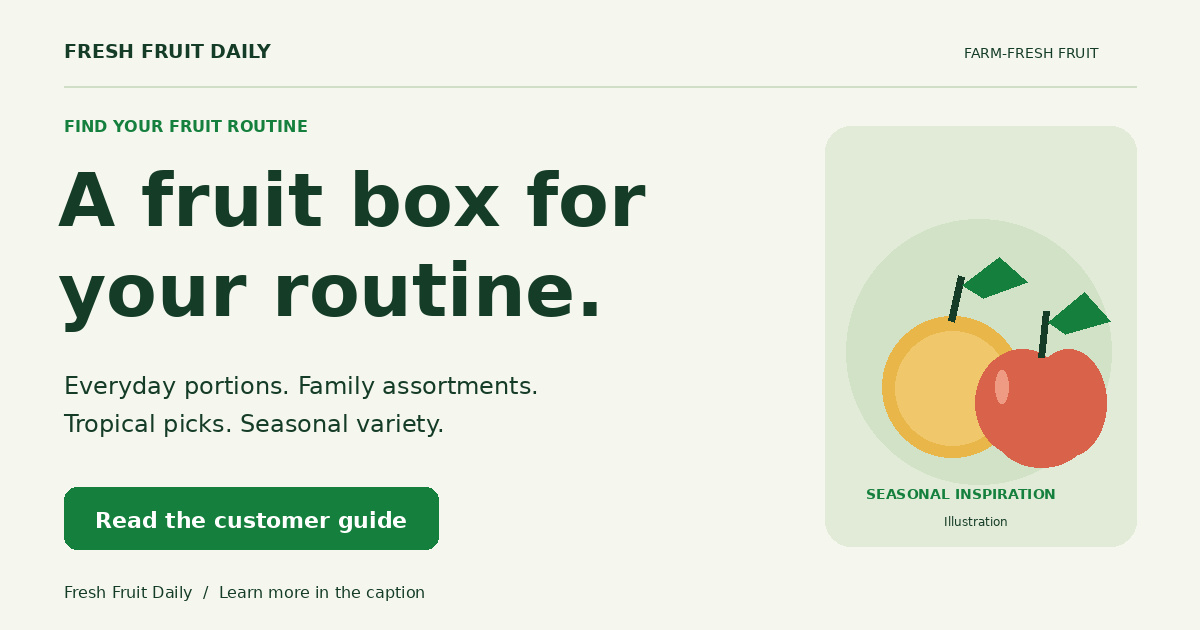 FRESH FRUIT DAILY
FARM-FRESH FRUIT
FIND YOUR FRUIT ROUTINE
A fruit box for
your routine.
Everyday portions. Family assortments.
Tropical picks. Seasonal variety.
Read the customer guide
Fresh Fruit Daily / Learn more in the caption
SEASONAL INSPIRATION
Illustration